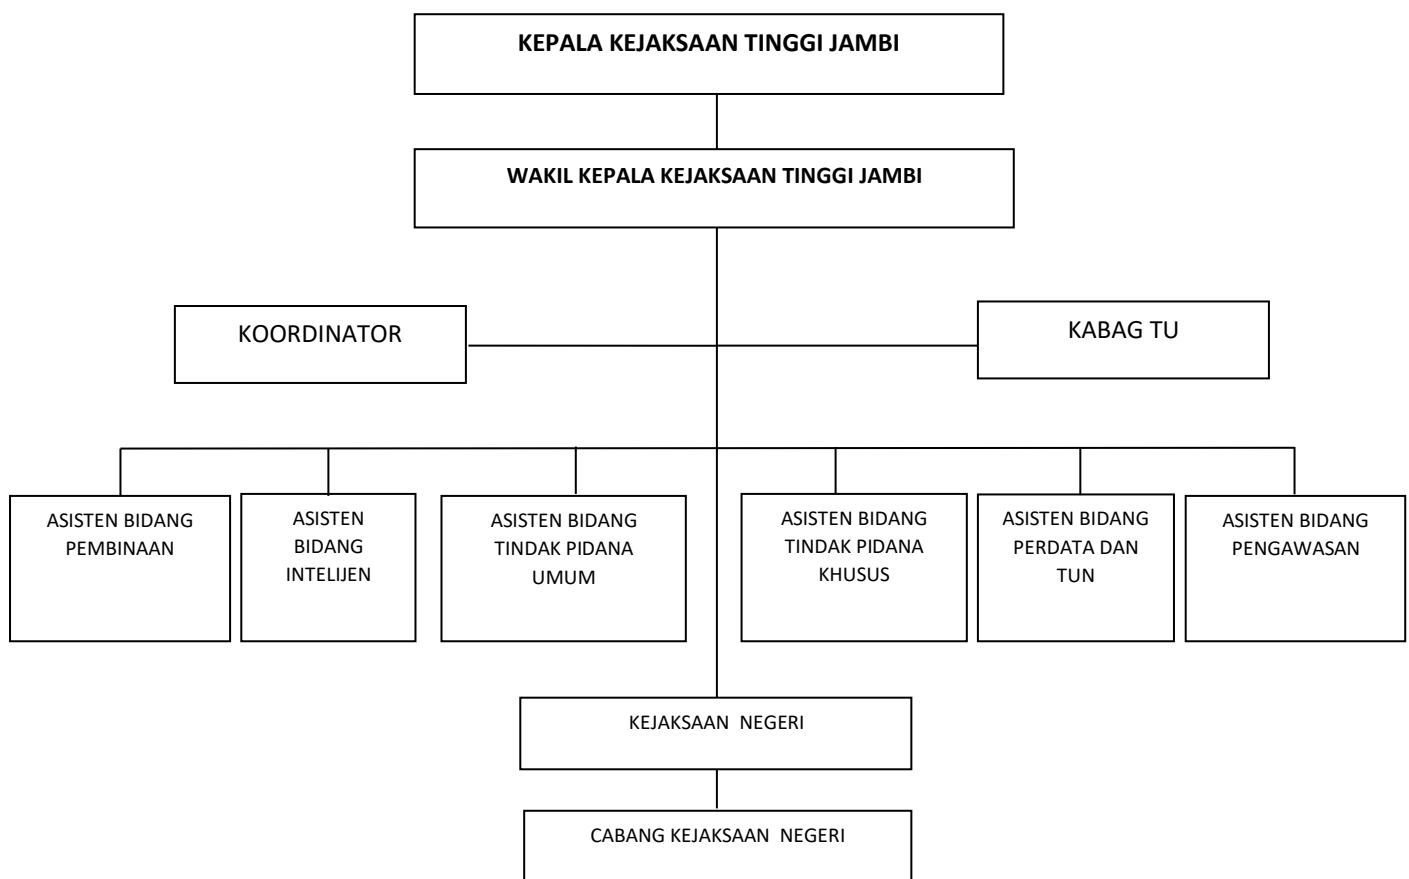 KEPALA KEJAKSAAN TINGGI JAMBI
WAKIL KEPALA KEJAKSAAN TINGGI JAMBI
KOORDINATOR
KABAG TU
ASISTEN BIDANG
PEMBINAAN
ASISTEN
BIDANG
INTELIJEN
ASISTEN BIDANG
TINDAK PIDANA
UMUM
ASISTEN BIDANG
TINDAK PIDANA
KHUSUS
ASISTEN BIDANG
PERDATA DAN
TUN
ASISTEN BIDANG
PENGAWASAN
KEJAKSAAN NEGERI
CABANG KEJAKSAAN NEGERI